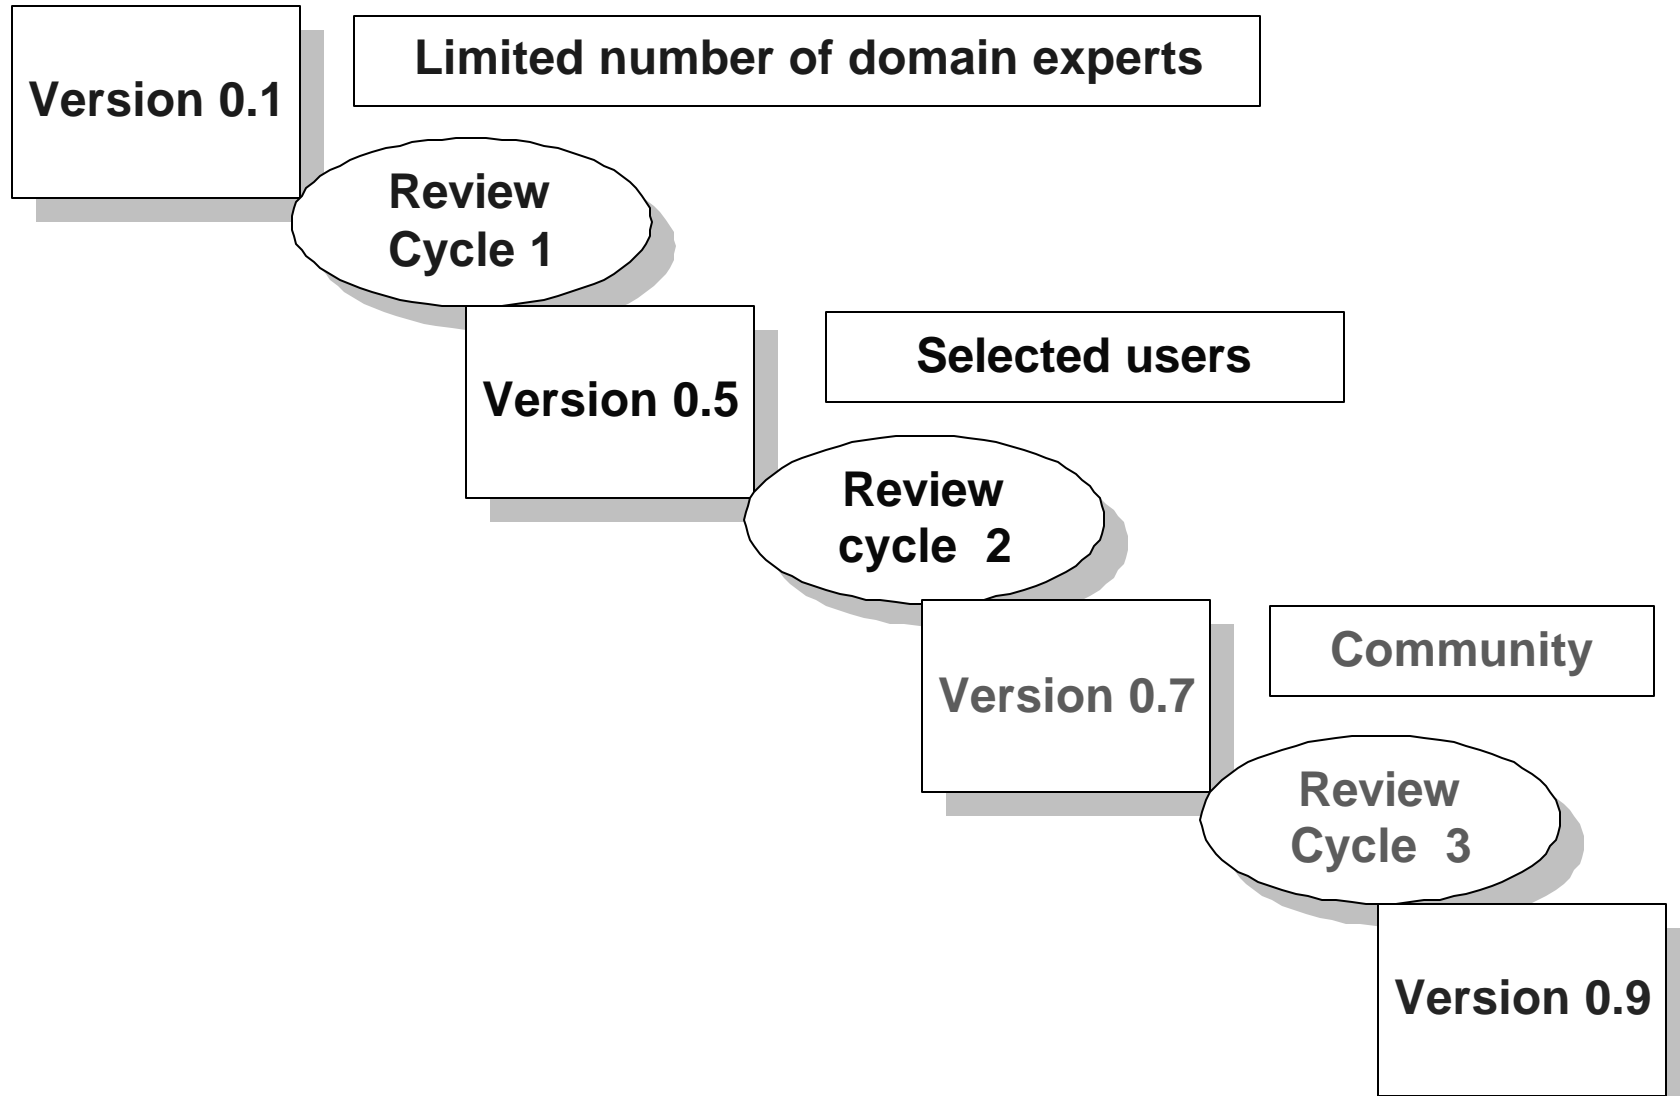 Limited number of domain experts
Version 0.1
Review
Cycle 1
Selected users
Version 0.5
Review
cycle  2
Community
Version 0.7
Review
Cycle  3
Version 0.9